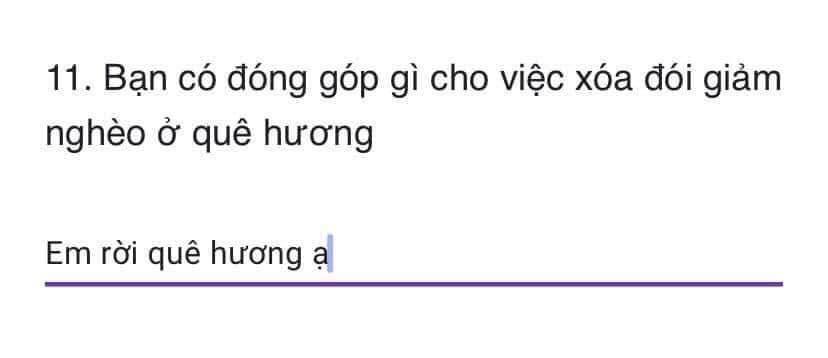 11. Bạn có đóng góp gì cho việc xóa đói giảm
nghèo ở quê hương
Em rời quê hương ạ